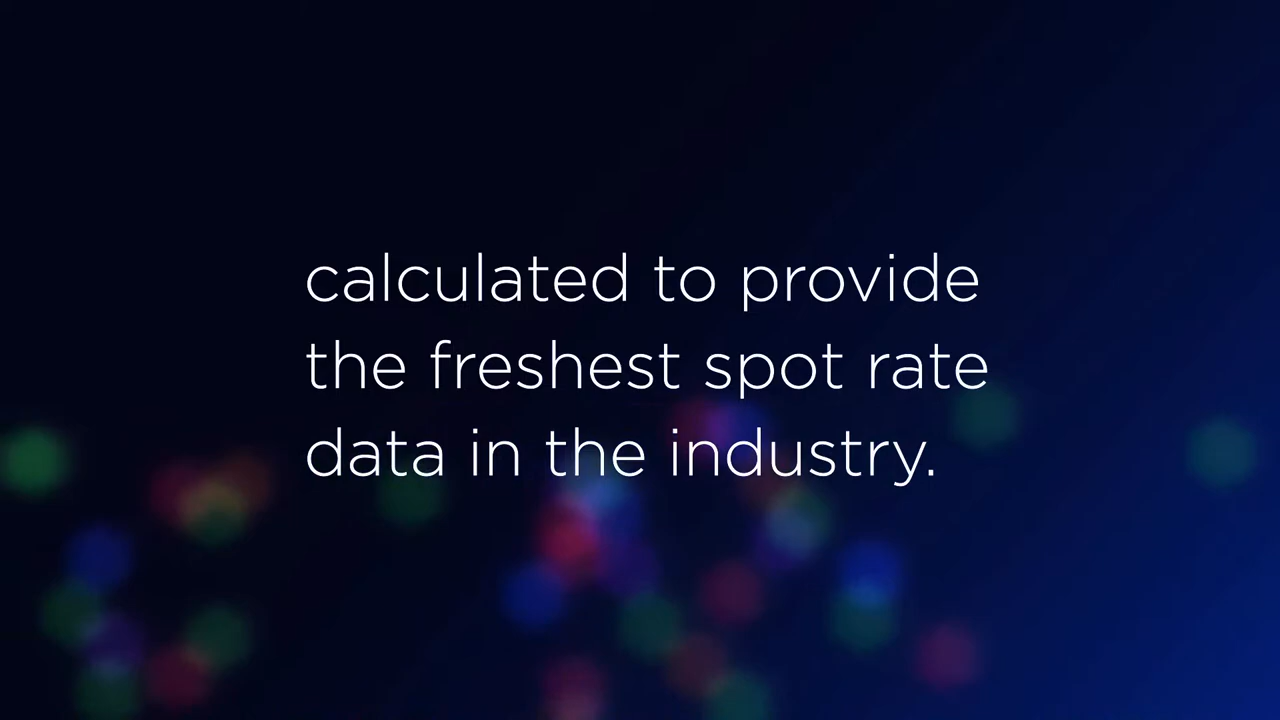 calculated to provide
the freshest spot rate
data in the industry.